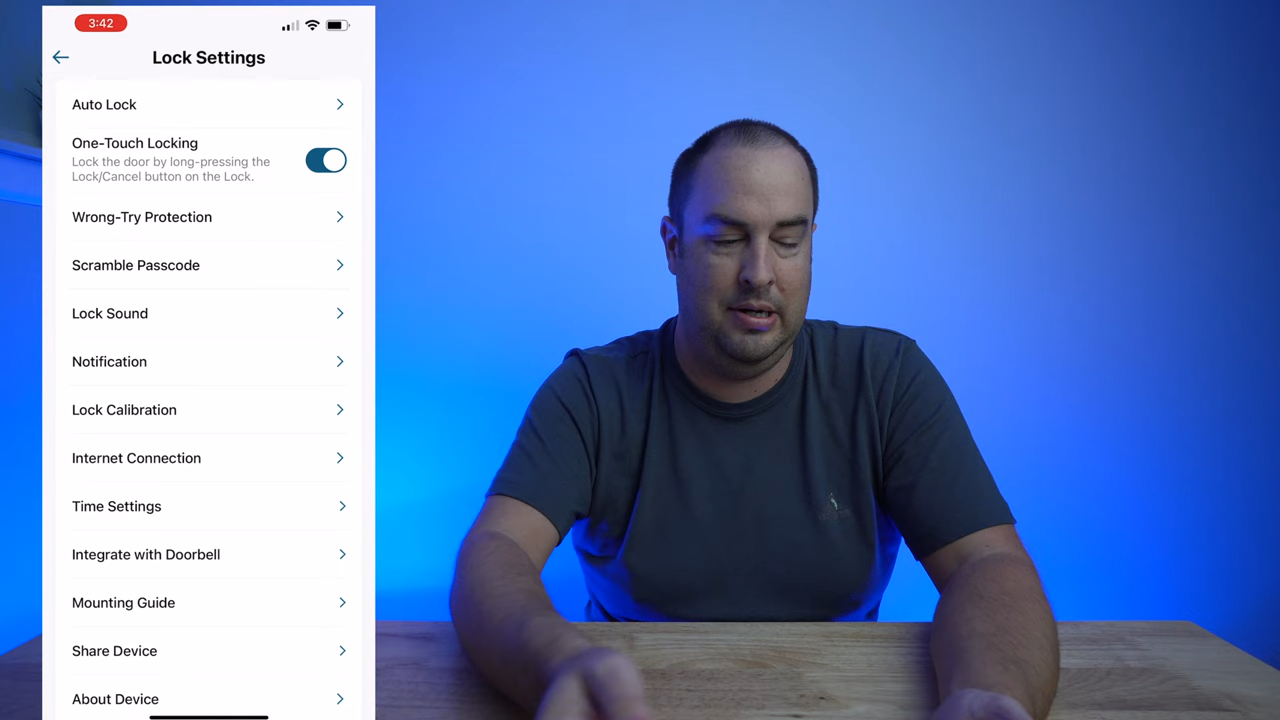 3:42
Lock Settings
Auto Lock
One-Touch Locking
Lock the door by long-pressing the
Lock/Cancel button on the Lock.
Wrong-Try Protection
Scramble Passcode
Lock Sound
Notification
Lock Calibration
Internet Connection
Time Settings
Integrate with Doorbell
Mounting Guide
Share Device
About Device